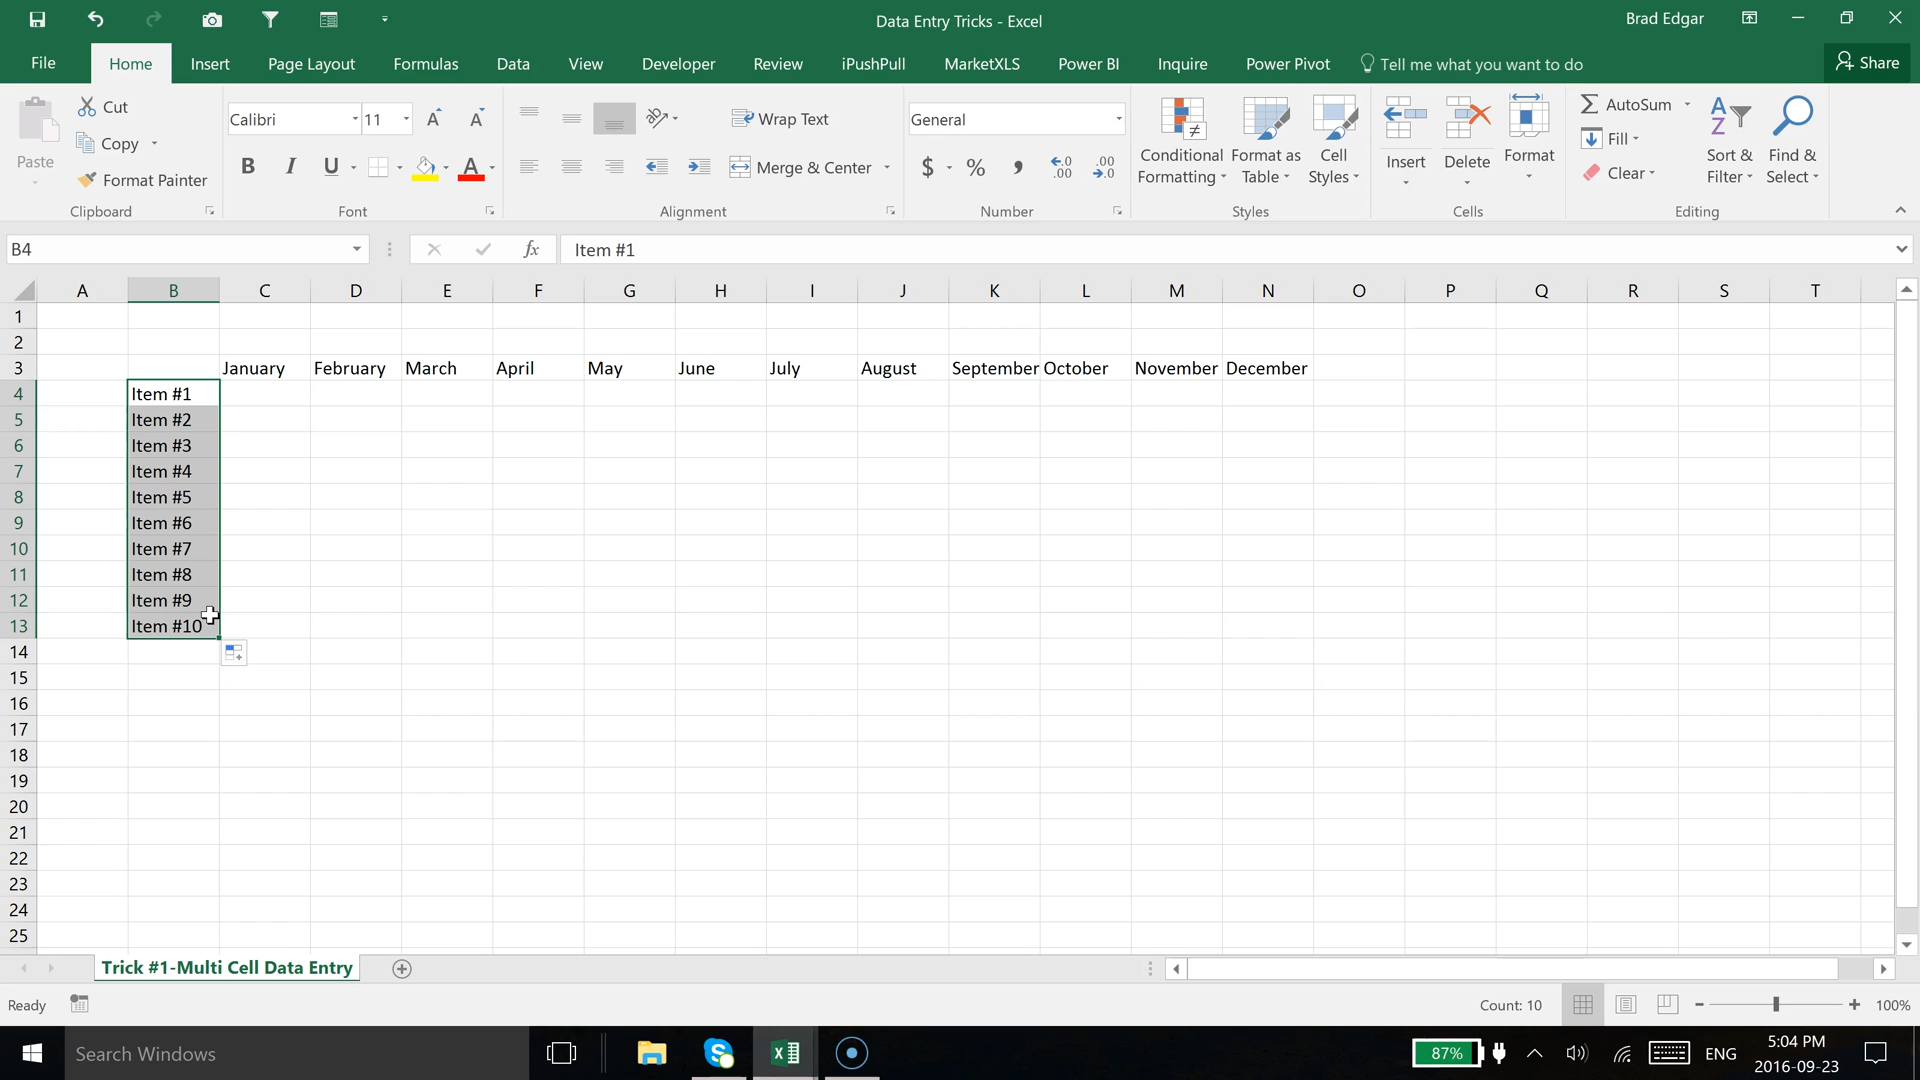 Data Entry Tricks - Excel
Brad Edgar
File Home Insert Page Layout Formulas Data View Developer Review iPushPull MarketXLS Power BI Inquire Power Pivot Tell me what you want to do Share
Paste
Cut
Copy
Format Painter
Clipboard
Calibri 11
B I U A
Font
Wrap Text
Merge & Center
Alignment
General
$ % , .0 .00 .00 .0
Number
Conditional Formatting
Format as Table
Cell Styles
Styles
Insert Delete Format
Cells
AutoSum
Fill
Clear
Sort & Filter
Find & Select
Editing
B4 fx Item #1
A B C D E F G H I J K L M N O P Q R S T
1
2
3 January February March April May June July August September October November December
4 Item #1
5 Item #2
6 Item #3
7 Item #4
8 Item #5
9 Item #6
10 Item #7
11 Item #8
12 Item #9
13 Item #10
14
15
16
17
18
19
20
21
22
23
24
25
Trick #1-Multi Cell Data Entry
Ready Count: 10 100%
Search Windows 87% ENG 5:04 PM
2016-09-23